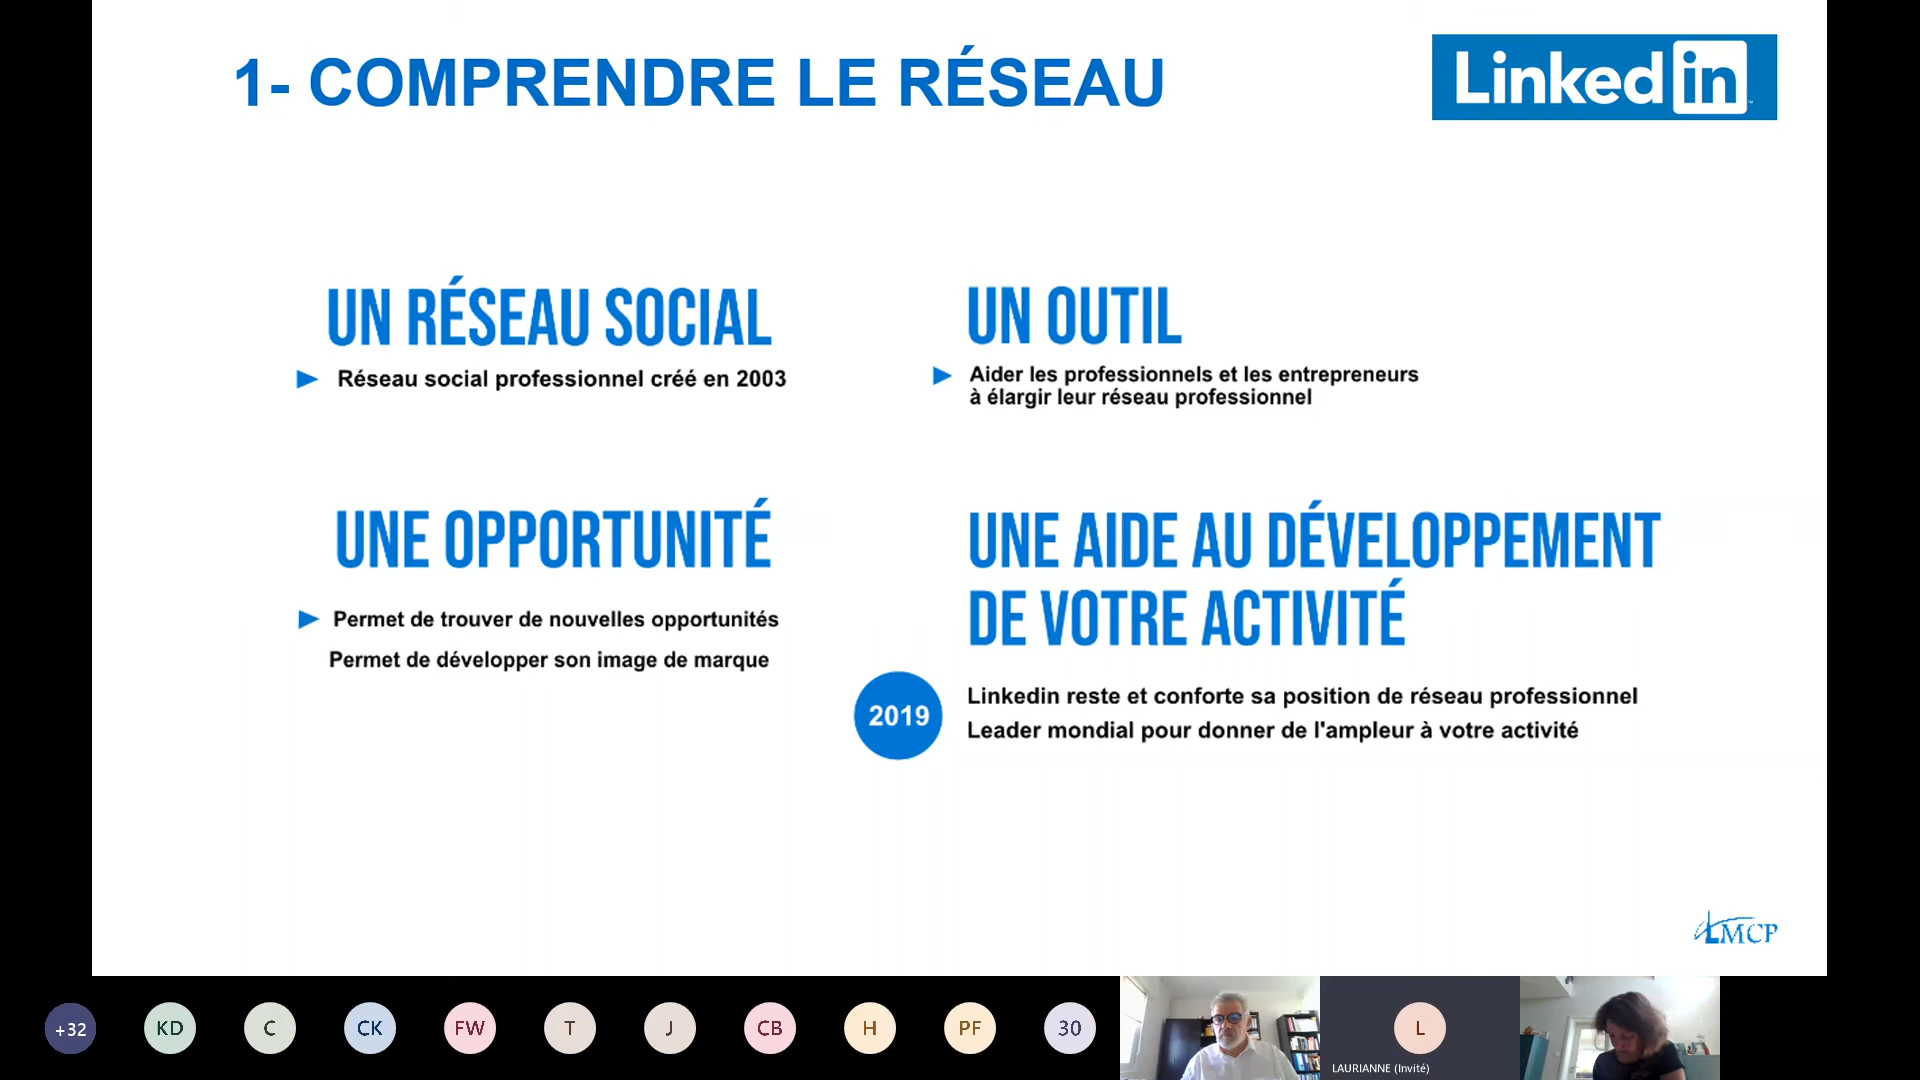 1- COMPRENDRE LE RÉSEAU
Linked in
UN RÉSEAU SOCIAL
Réseau social professionnel créé en 2003
UN OUTIL
Aider les professionnels et les entrepreneurs
à élargir leur réseau professionnel
UNE OPPORTUNITÉ
Permet de trouver de nouvelles opportunités
Permet de développer son image de marque
UNE AIDE AU DÉVELOPPEMENT
DE VOTRE ACTIVITÉ
2019
Linkedin reste et conforte sa position de réseau professionnel
Leader mondial pour donner de l'ampleur à votre activité
LMCP
+32
KD
C
CK
FW
T
J
CB
H
PF
30
L
LAURIANNE (Invité)